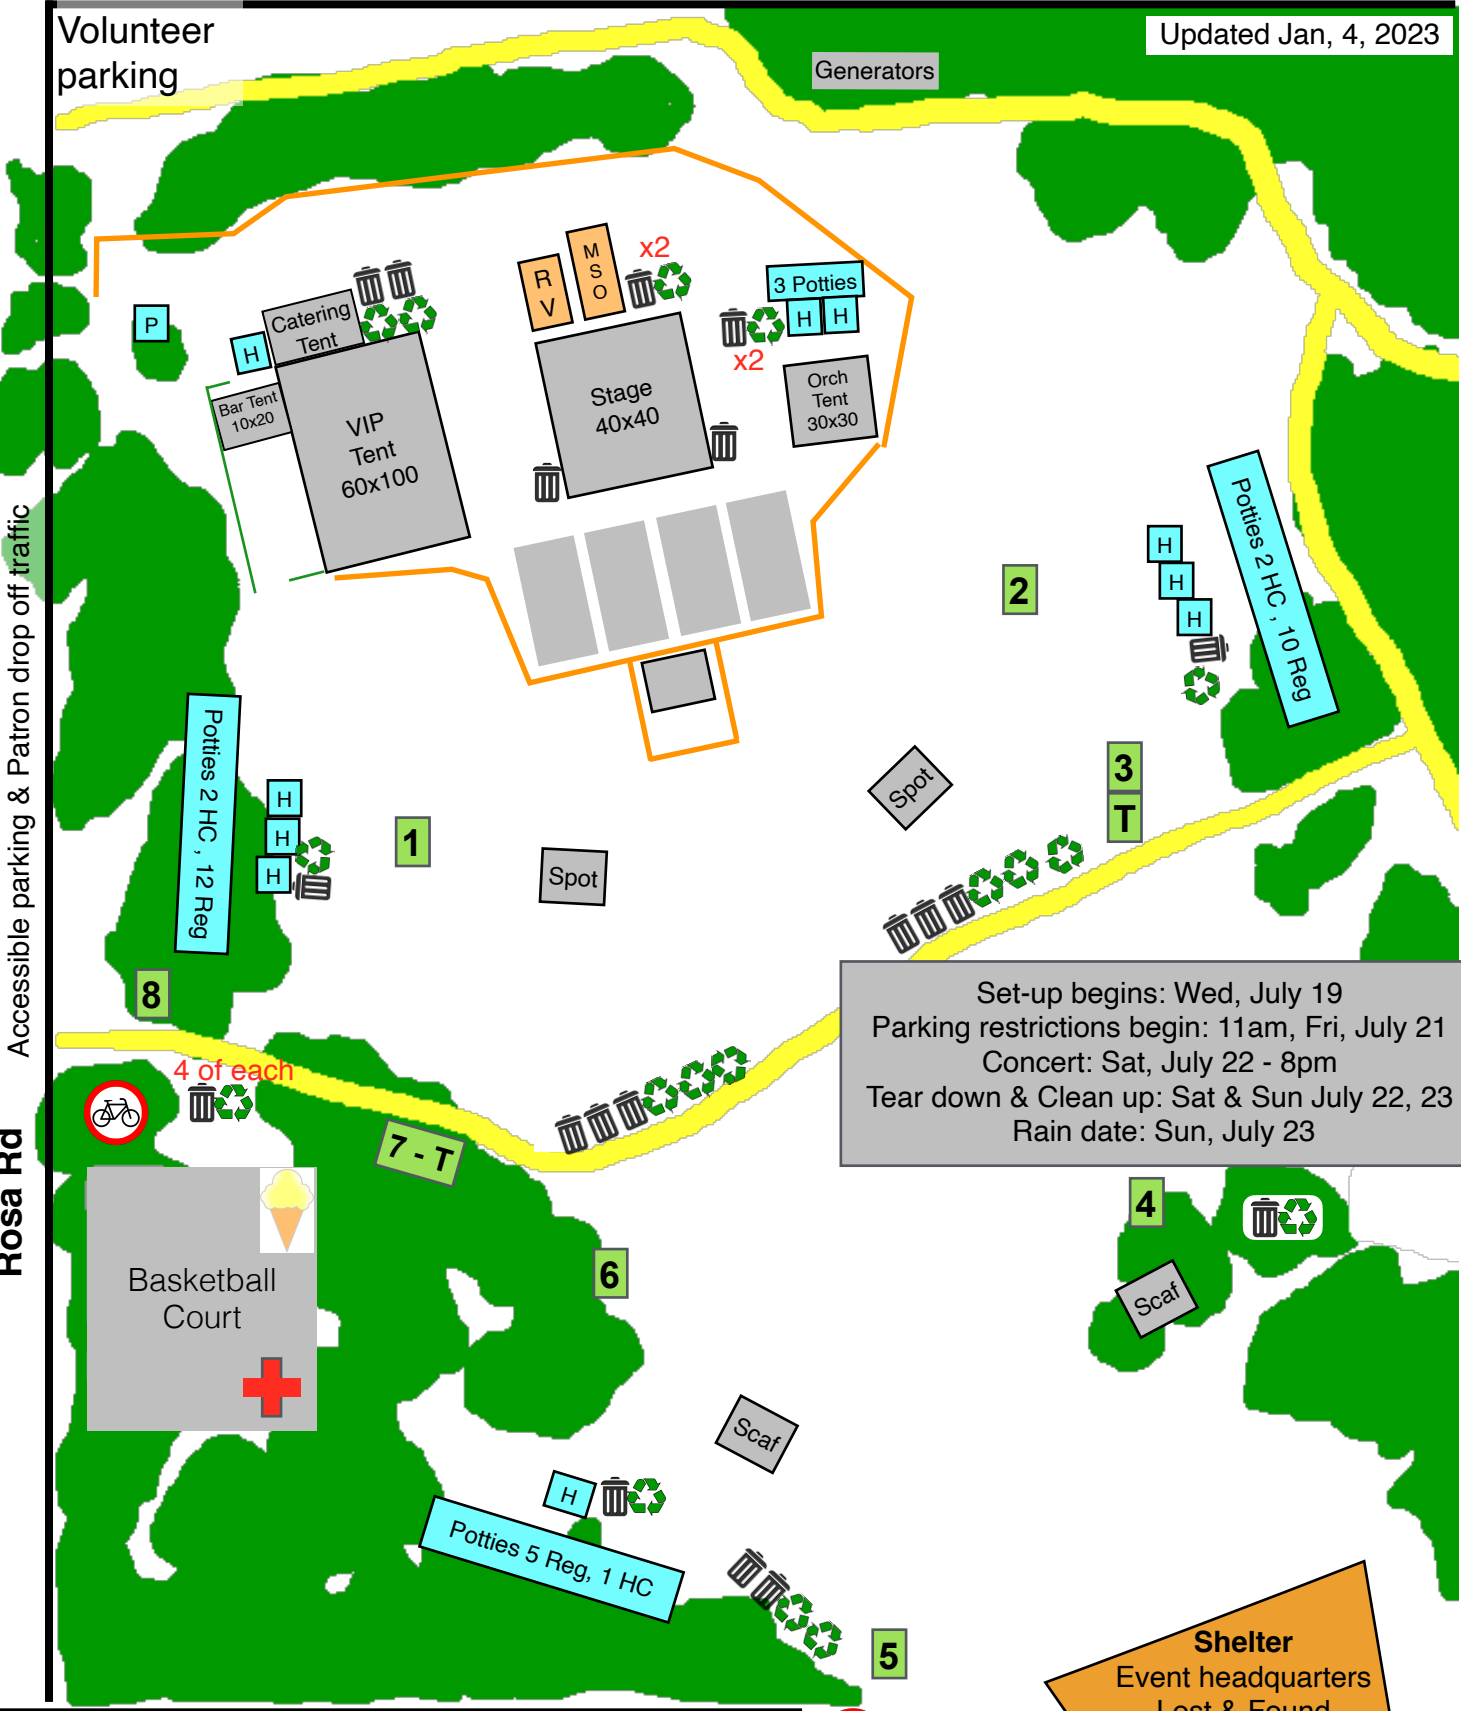 Volunteer
parking
Updated Jan, 4, 2023
Generators
x2
R
V
M
S
O
3 Potties
H
H
x2
P
H
Catering
Tent
Bar Tent
10x20
VIP
Tent
60x100
Stage
40x40
Orch
Tent
30x30
Accessible parking & Patron drop off traffic
2
H
H
H
Potties 2 HC , 10 Reg
Potties 2 HC , 12 Reg
H
H
H
1
Spot
Spot
3
T
8
4 of each
7 - T
Set-up begins: Wed, July 19
Parking restrictions begin: 11am, Fri, July 21
Concert: Sat, July 22 - 8pm
Tear down & Clean up: Sat & Sun July 22, 23
Rain date: Sun, July 23
Rosa Rd
Basketball
Court
6
4
Scaf
Scaf
H
Potties 5 Reg, 1 HC
5
Shelter
Event headquarters
Lost & Found